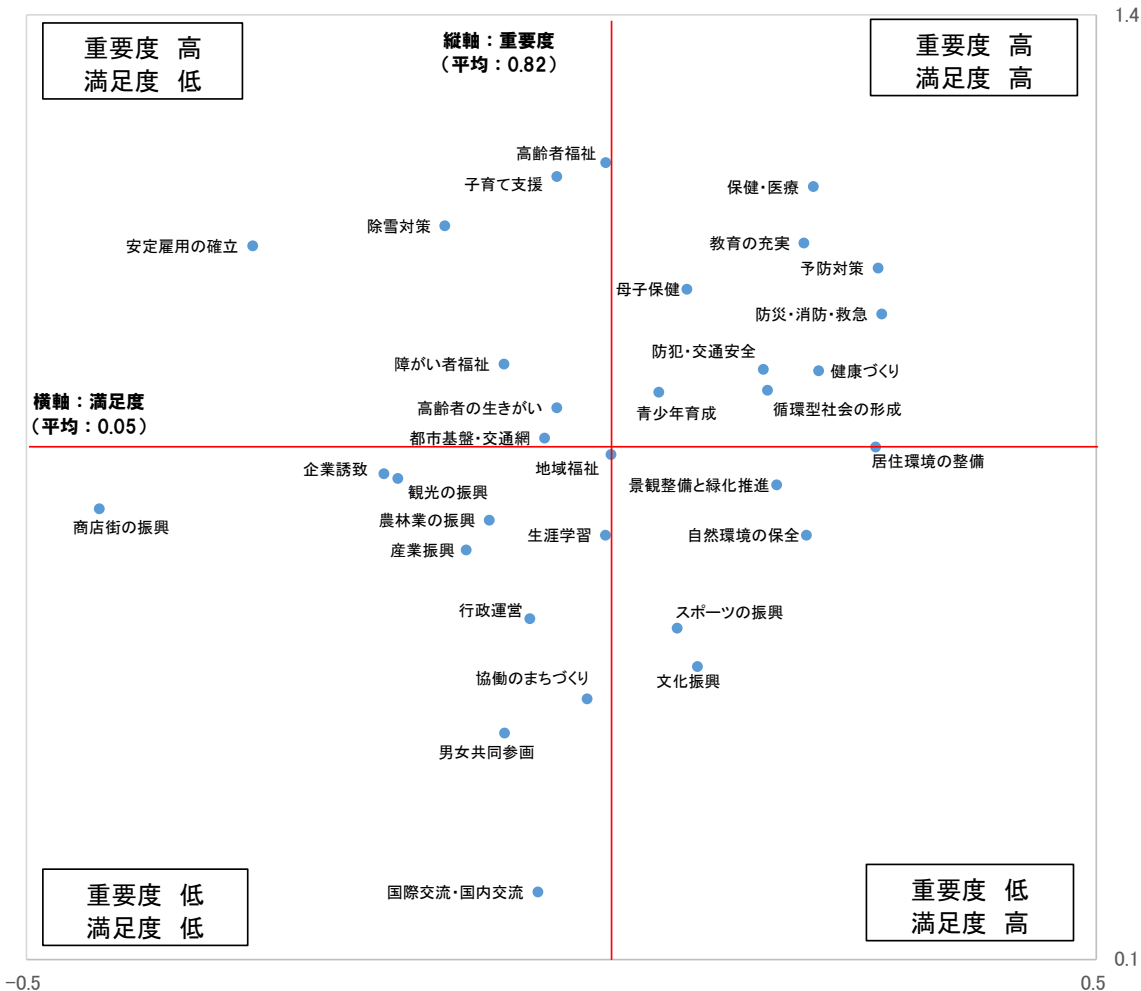 1.4
重要度 高
満足度 低
縦軸:重要度
(平均:0.82)
重要度 高
満足度 高
高齢者福祉
子育て支援
保健・医療
除雪対策
安定雇用の確立
教育の充実
予防対策
母子保健
防災・消防・救急
防犯・交通安全
障がい者福祉
健康づくり
横軸:満足度
(平均:0.05)
高齢者の生きがい
青少年育成
循環型社会の形成
都市基盤・交通網
地域福祉
居住環境の整備
企業誘致
観光の振興
景観整備と緑化推進
商店街の振興
農林業の振興
生涯学習
自然環境の保全
産業振興
行政運営
スポーツの振興
協働のまちづくり
文化振興
男女共同参画
重要度 低
満足度 低
国際交流・国内交流
重要度 低
満足度 高
0.1
-0.5
0.5